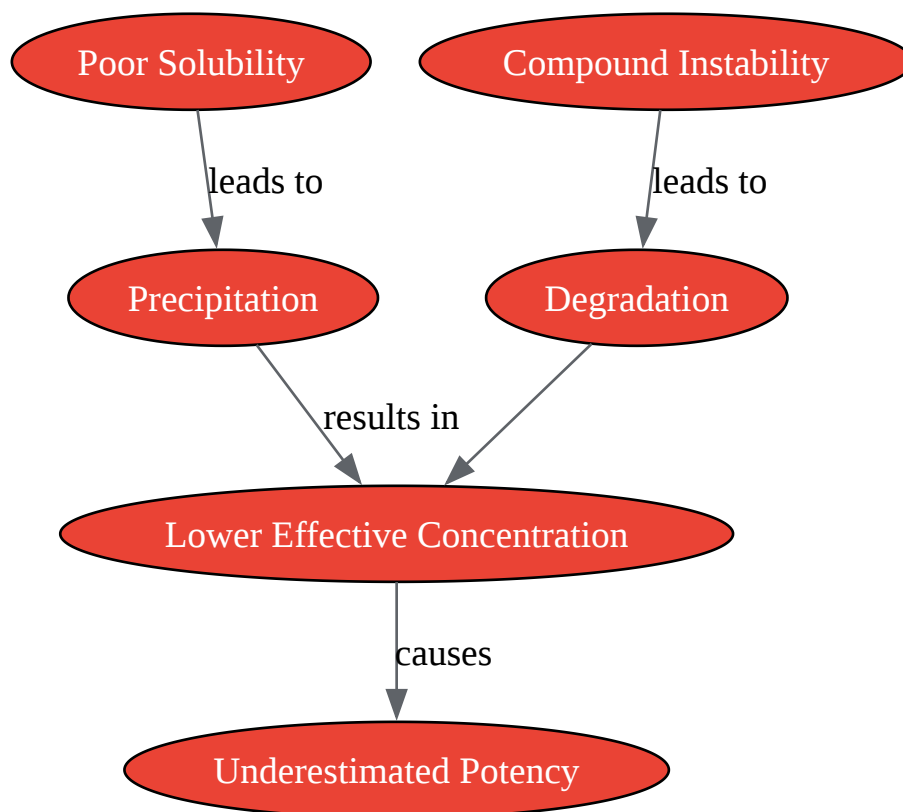 Poor Solubility
Compound Instability
leads to
leads to
Precipitation
Degradation
results in
Lower Effective Concentration
causes
Underestimated Potency